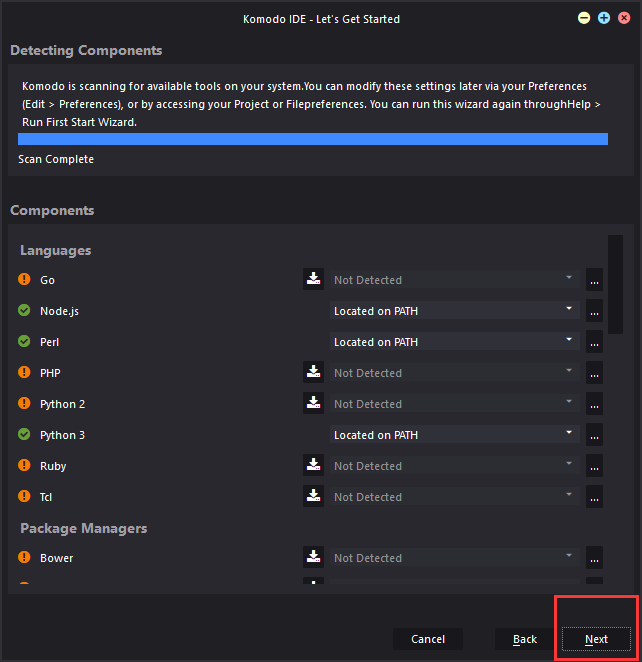 Komodo IDE - Let's Get Started
Detecting Components
Komodo is scanning for available tools on your system.You can modify these settings later via your Preferences
(Edit > Preferences), or by accessing your Project or Filepreferences. You can run this wizard again throughHelp >
Run First Start Wizard.
Scan Complete
Components
Languages
Go Not Detected ...
Node.js Located on PATH ...
Perl Located on PATH ...
PHP Not Detected ...
Python 2 Not Detected ...
Python 3 Located on PATH ...
Ruby Not Detected ...
Tcl Not Detected ...
Package Managers
Bower Not Detected ...
Cancel Back Next